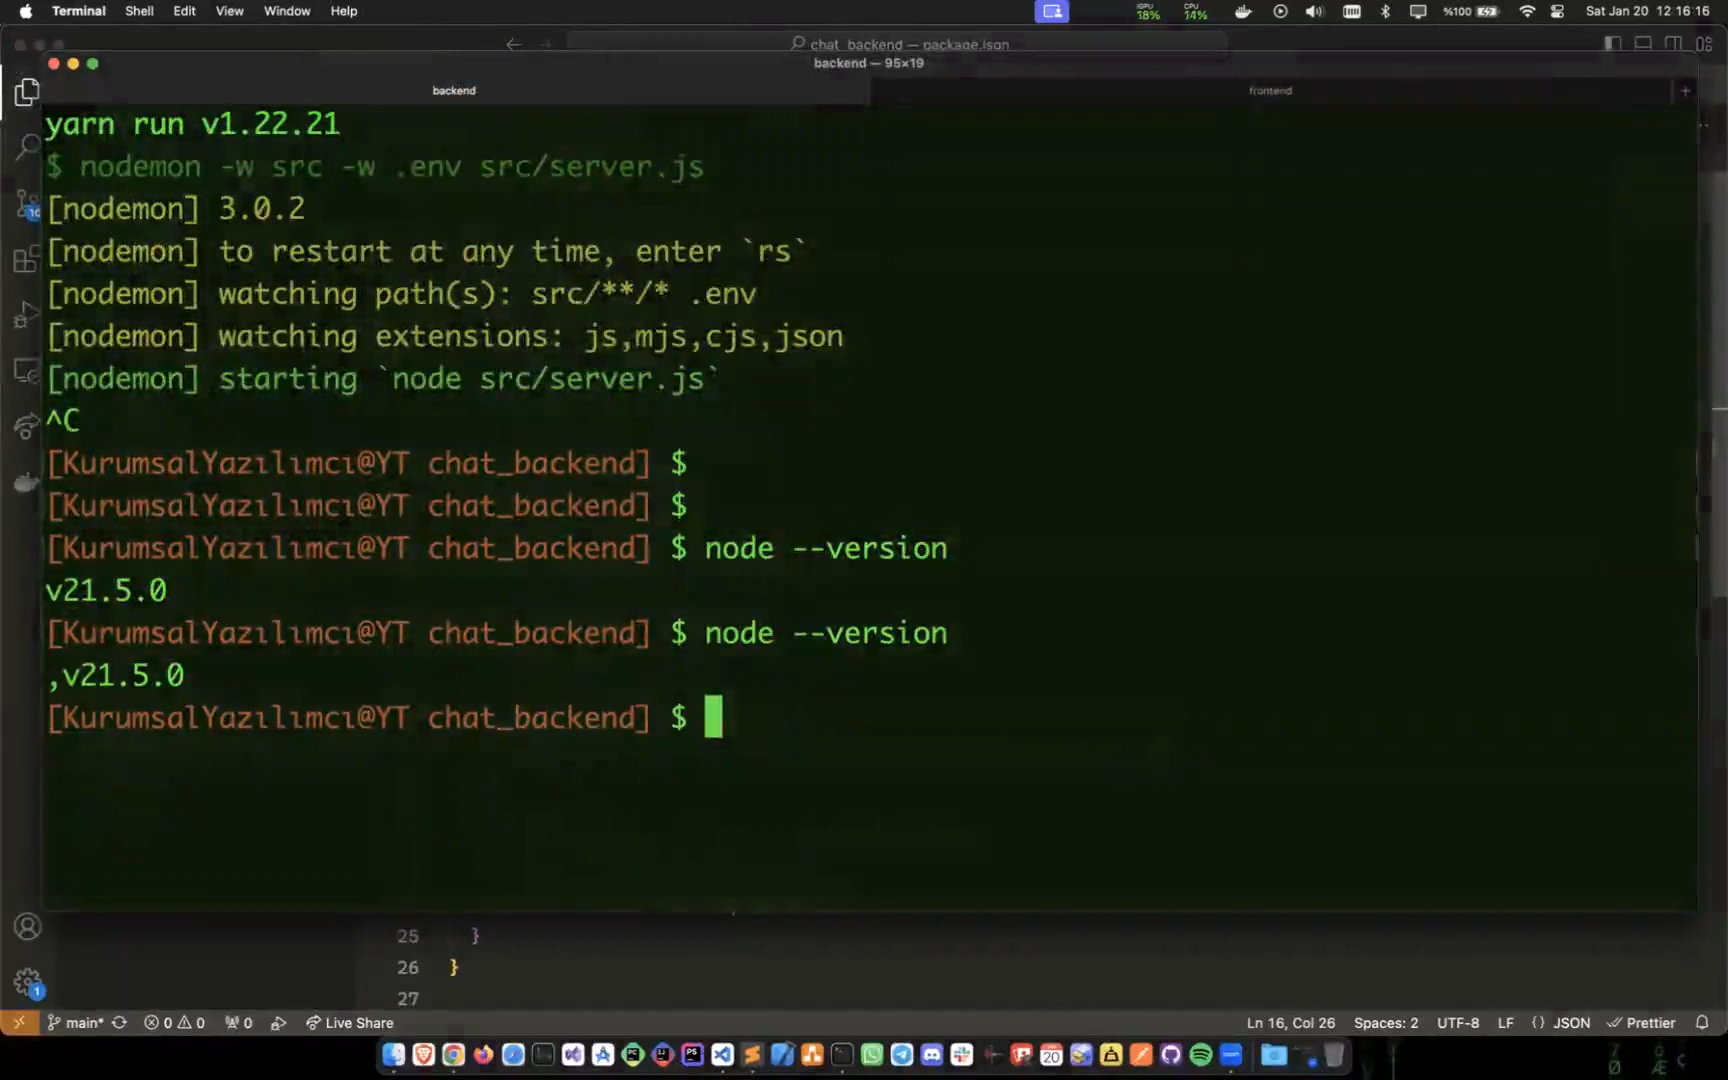 Terminal Shell Edit View Window Help 18% 14% %100 Sat Jan 20 12:16:16
chat_backend — package.json
backend — 95×19
backend frontend +
yarn run v1.22.21
$ nodemon -w src -w .env src/server.js
[nodemon] 3.0.2
[nodemon] to restart at any time, enter `rs`
[nodemon] watching path(s): src/**/* .env
[nodemon] watching extensions: js,mjs,cjs,json
[nodemon] starting `node src/server.js`
^C
[KurumsalYazılımcı@YT chat_backend] $
[KurumsalYazılımcı@YT chat_backend] $
[KurumsalYazılımcı@YT chat_backend] $ node --version
v21.5.0
[KurumsalYazılımcı@YT chat_backend] $ node --version
,v21.5.0
[KurumsalYazılımcı@YT chat_backend] $
25 }
26 }
27
main* 0 0 0 Live Share Ln 16, Col 26 Spaces: 2 UTF-8 LF {} JSON Prettier